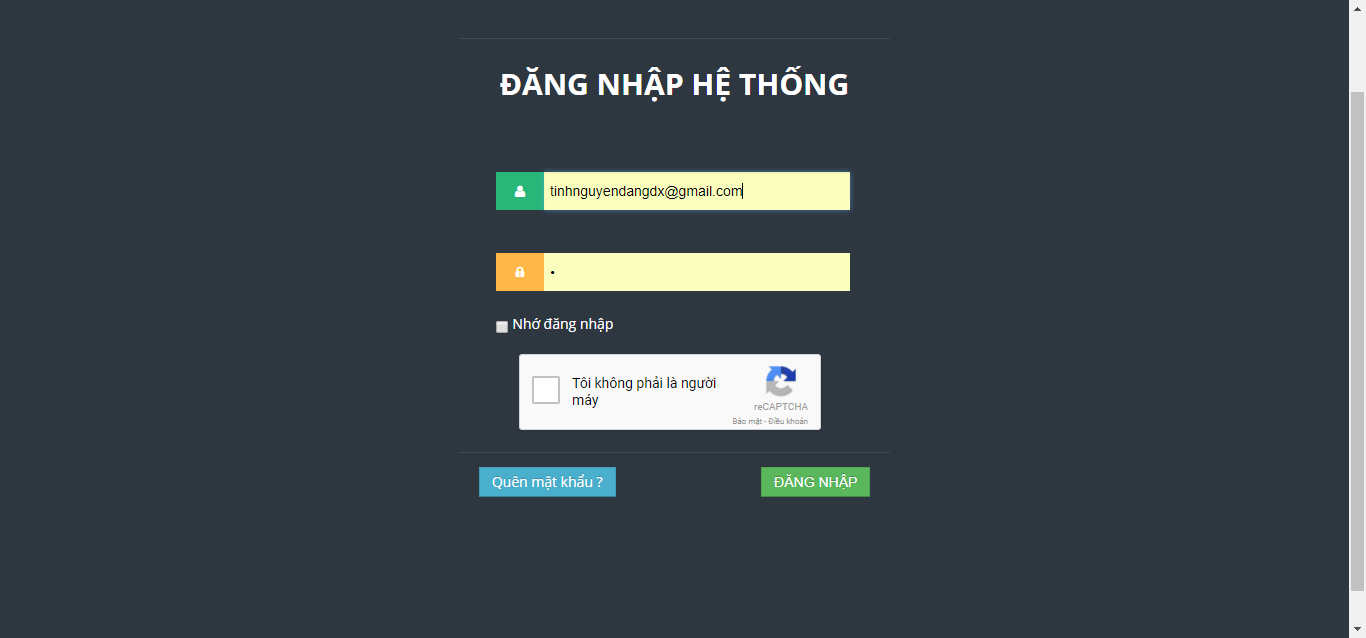 ĐĂNG NHẬP HỆ THỐNG
tinhnguyendangdx@gmail.com
•
Nhớ đăng nhập
Tôi không phải là người
máy
reCAPTCHA
Bảo mật - Điều khoản
Quên mật khẩu ?
ĐĂNG NHẬP